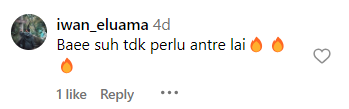 iwan_eluama 4d
Baee suh tdk perlu antre lai🔥🔥
🔥
1 like Reply ...